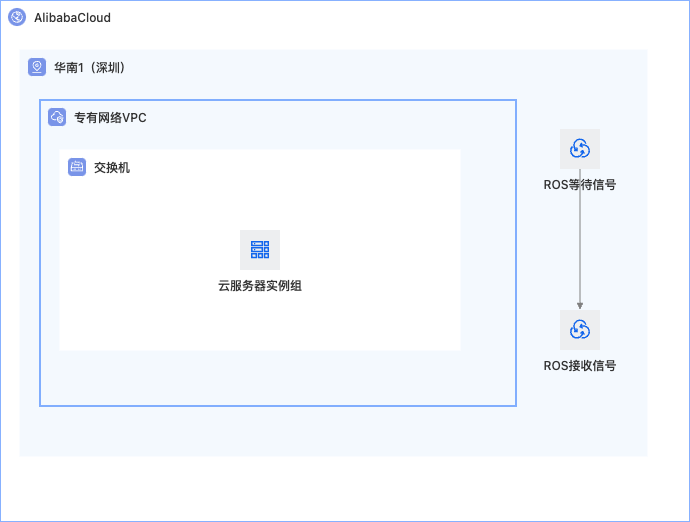 AlibabaCloud
华南1（深圳）
专有网络VPC
交换机
云服务器实例组
ROS等待信号
ROS接收信号